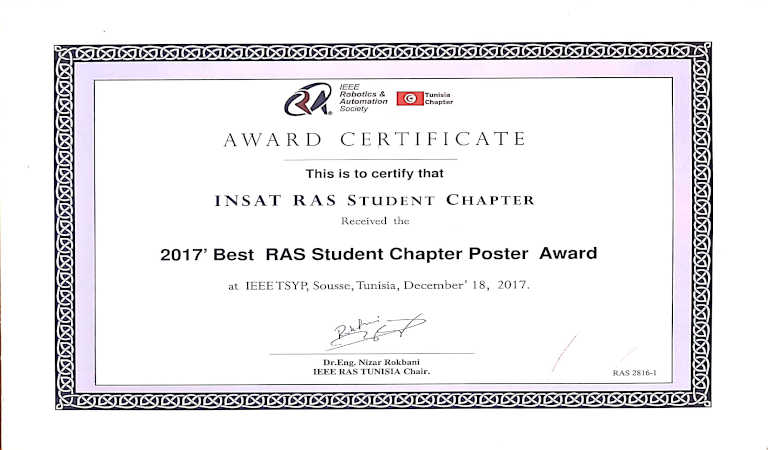 IEEE
Robotics &
Automation
Society
Tunisia
Chapter
AWARD CERTIFICATE
This is to certify that
INSAT RAS STUDENT CHAPTER
Received the
2017' Best RAS Student Chapter Poster Award
at IEEE TSYP, Sousse, Tunisia, December' 18, 2017.
Dr.Eng. Nizar Rokbani
IEEE RAS TUNISIA Chair.
RAS 2816-1